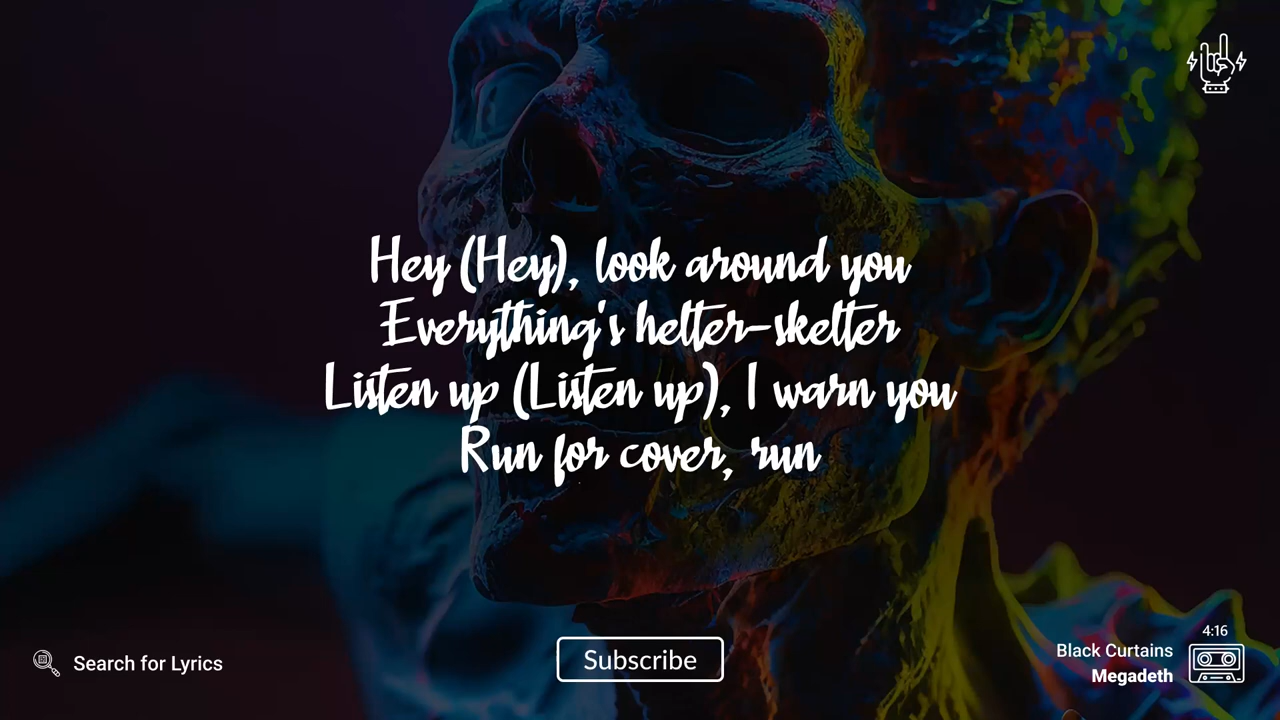 Hey (Hey), look around you
Everything's helter-skelter
Listen up (Listen up), I warn you
Run for cover, run
Search for Lyrics
Subscribe
4:16
Black Curtains
Megadeth